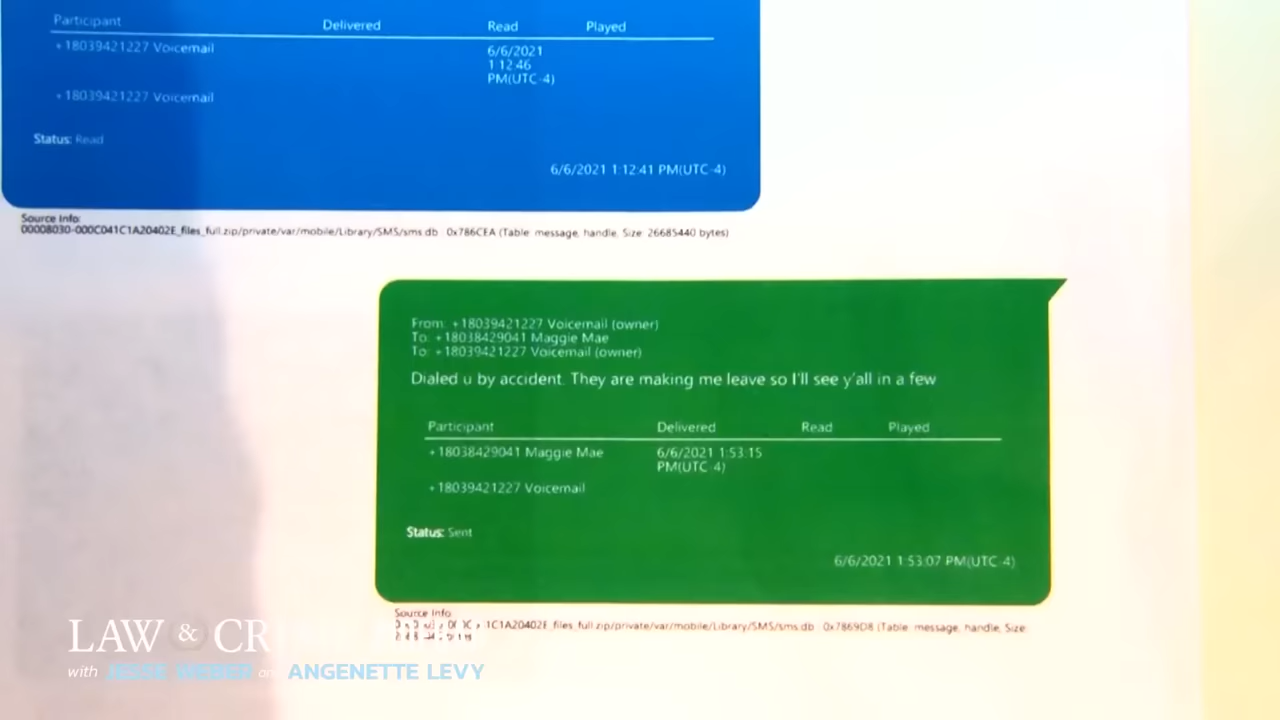 Participant Delivered Read Played
+18039421227 Voicemail 6/6/2021
1:12:46
PM(UTC-4)
+18039421227 Voicemail
Status: Read
6/6/2021 1:12:41 PM(UTC-4)
Source Info:
00008030-000C041C1A20402E_files_full.zip/private/var/mobile/Library/SMS/sms.db : 0x786CEA (Table: message, handle, Size: 26685440 bytes)
From: +18039421227 Voicemail (owner)
To: +18038429041 Maggie Mae
To: +18039421227 Voicemail (owner)
Dialed u by accident. They are making me leave so I'll see y'all in a few
Participant Delivered Read Played
+18038429041 Maggie Mae 6/6/2021 1:53:15
PM(UTC-4)
+18039421227 Voicemail
Status: Sent
6/6/2021 1:53:07 PM(UTC-4)
Source Info:
1C1A20402E_files_full.zip/private/var/mobile/Library/SMS/sms.db : 0x7869D8 (Table: message, handle, Size:
LAW &
with JESSE WEBER and ANGENETTE LEVY